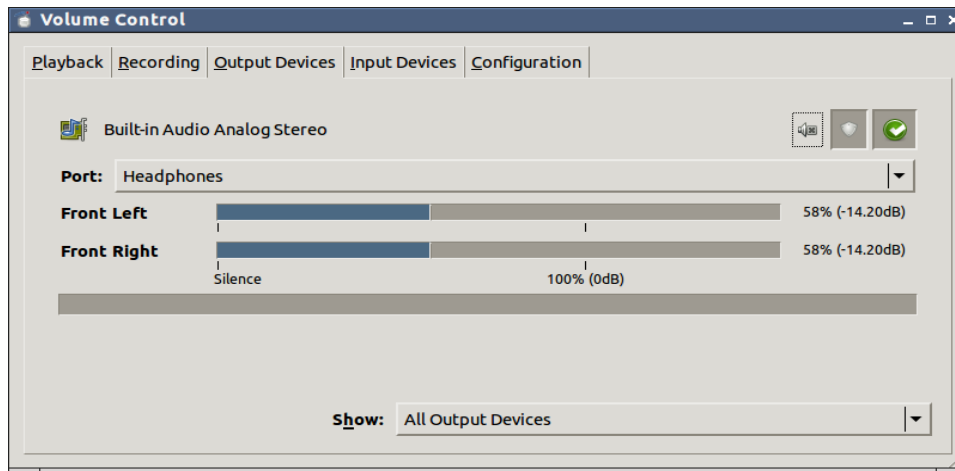 Volume Control
Playback Recording Output Devices Input Devices Configuration
Built-in Audio Analog Stereo
Port: Headphones
Front Left 58% (-14.20dB)
Front Right 58% (-14.20dB)
Silence 100% (0dB)
Show: All Output Devices